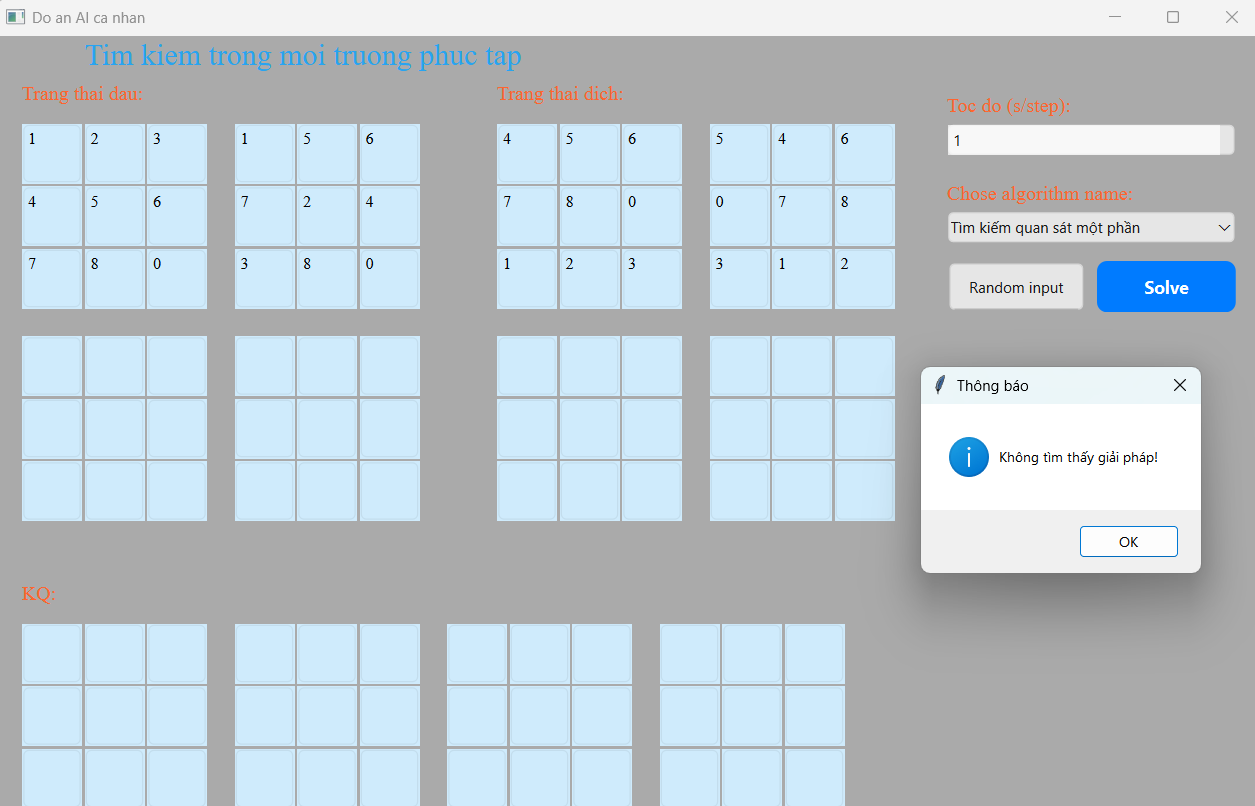 Do an AI ca nhan
Tim kiem trong moi truong phuc tap
Trang thai dau:
Trang thai dich:
1 2 3 1 5 6 4 5 6 5 4 6
4 5 6 7 2 4 7 8 0 0 7 8
7 8 0 3 8 0 1 2 3 3 1 2
Toc do (s/step):
1
Chose algorithm name:
Tìm kiếm quan sát một phần
Random input
Solve
Thông báo
Không tìm thấy giải pháp!
OK
KQ: